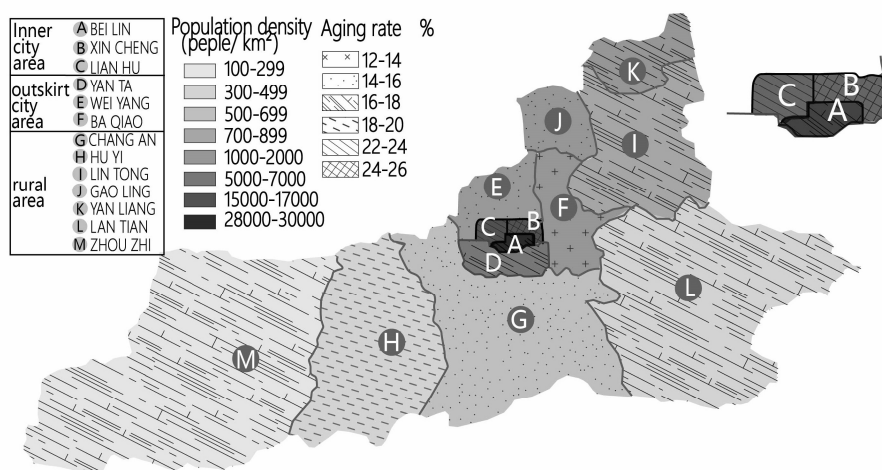 Inner city area
A BEI LIN
B XIN CHENG
C LIAN HU
outskirt city area
D YAN TA
E WEI YANG
F BA QIAO
rural area
G CHANG AN
H HU YI
I LIN TONG
J GAO LING
K YAN LIANG
L LAN TIAN
M ZHOU ZHI
Population density
(peple/ km²)
100-299
300-499
500-699
700-899
1000-2000
5000-7000
15000-17000
28000-30000
Aging rate %
12-14
14-16
16-18
18-20
22-24
24-26
K
J
I
E
F
C
B
A
D
L
G
H
M
C
B
A